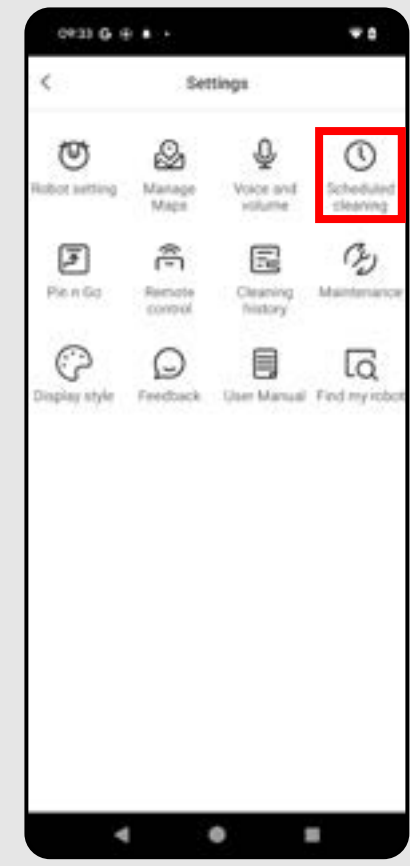 09:33 G
Settings
Robot setting
Manage Maps
Voice and volume
Scheduled cleaning
Pin n Go
Remote control
Cleaning history
Maintenance
Display style
Feedback
User Manual
Find my robot